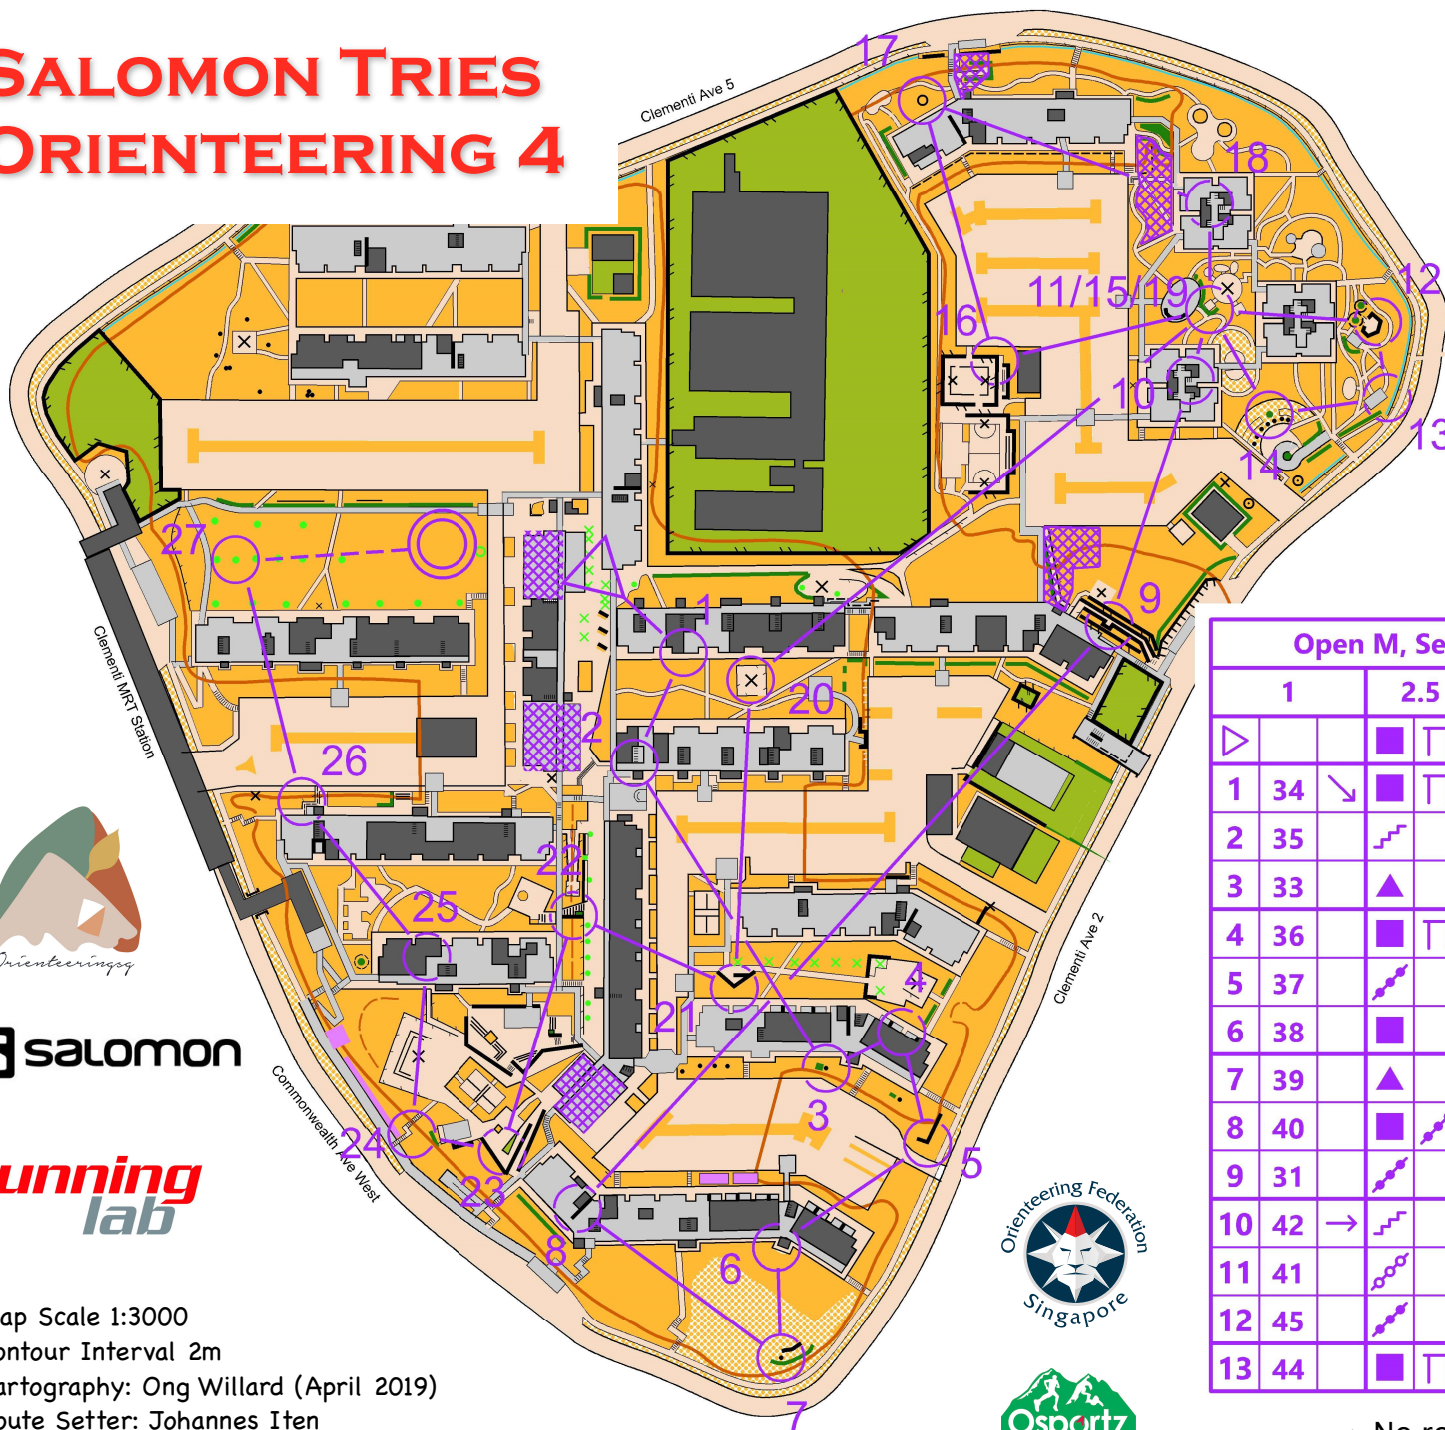 SALOMON TRIES
ORIENTEERING 4
Clementi Ave 5
17
18
12
11/15/19
16
10
13
14
27
9
1
20
2
26
22
25
4
21
3
5
24
23
8
6
7
Clementi MRT Station
Clementi Ave 2
Commonwealth Ave West
Orienteeringsg
salomon
unning
lab
ap Scale 1:3000
ontour Interval 2m
artography: Ong Willard (April 2019)
oute Setter: Johannes Iten
Orienteering Federation
Singapore
Osportz
Open M, Se
1 2.5
1 34
2 35
3 33
4 36
5 37
6 38
7 39
8 40
9 31
10 42
11 41
12 45
13 44